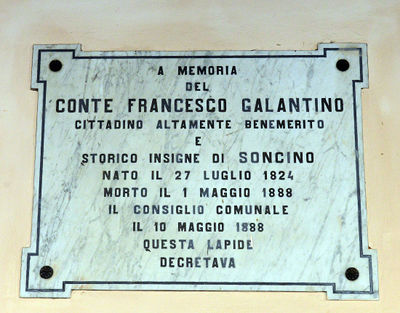 A MEMORIA
DEL
CONTE FRANCESCO GALANTINO
CITTADINO ALTAMENTE BENEMERITO
E
STORICO INSIGNE DI SONCINO
NATO IL 27 LUGLIO 1824
MORTO IL 1 MAGGIO 1888
IL CONSIGLIO COMUNALE
IL 10 MAGGIO 1888
QUESTA LAPIDE
DECRETAVA